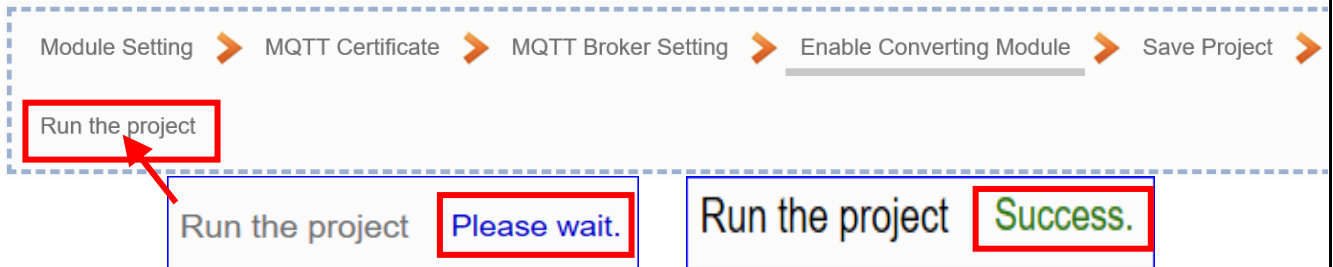 Module Setting MQTT Certificate MQTT Broker Setting Enable Converting Module Save Project
Run the project
Run the project Please wait.
Run the project Success.